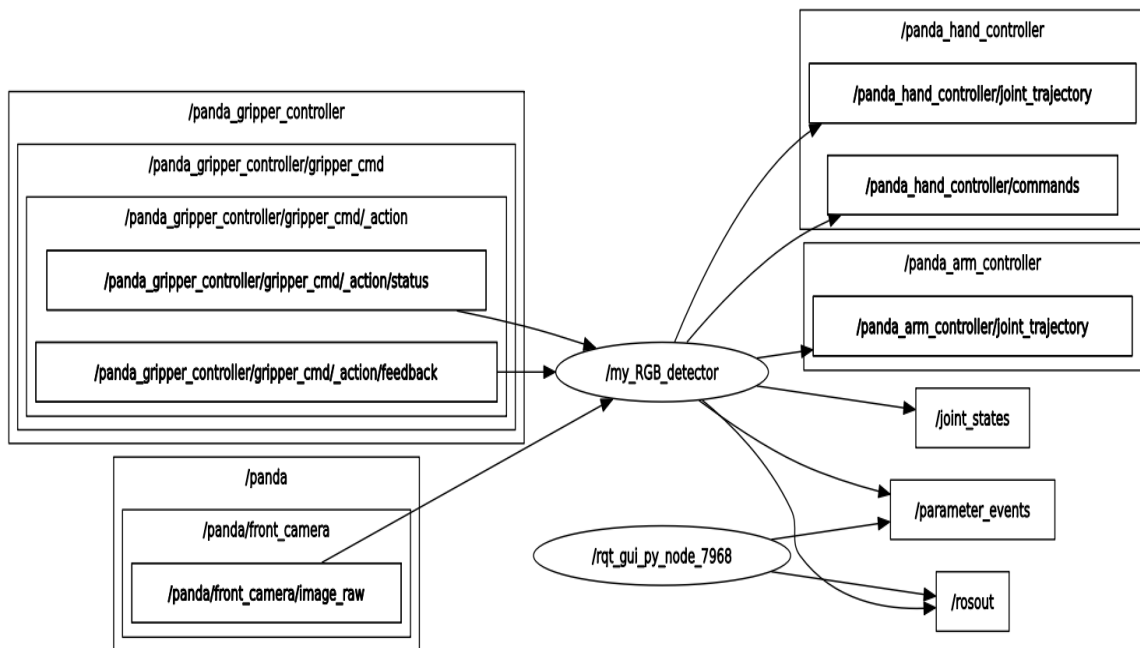 /panda_gripper_controller
/panda_gripper_controller/gripper_cmd
/panda_gripper_controller/gripper_cmd/_action
/panda_gripper_controller/gripper_cmd/_action/status
/panda_gripper_controller/gripper_cmd/_action/feedback
/panda
/panda/front_camera
/panda/front_camera/image_raw
/my_RGB_detector
/rqt_gui_py_node_7968
/panda_hand_controller
/panda_hand_controller/joint_trajectory
/panda_hand_controller/commands
/panda_arm_controller
/panda_arm_controller/joint_trajectory
/joint_states
/parameter_events
/rosout